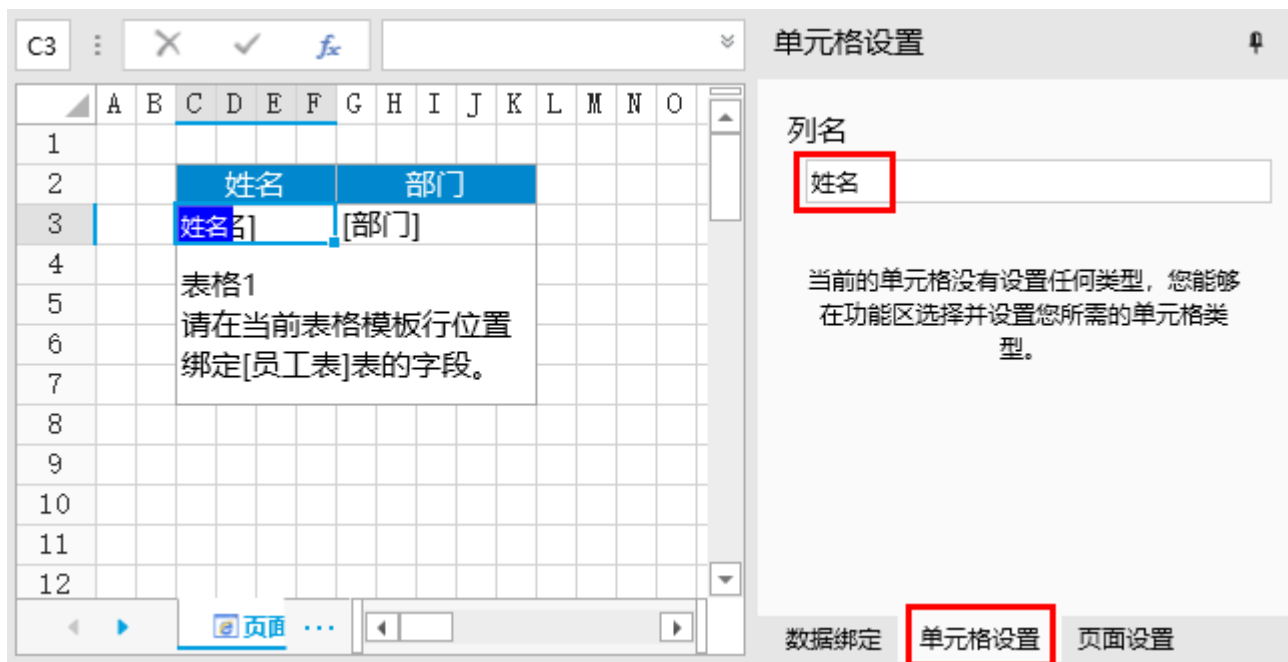 C3 fx
单元格设置
A B C D E F G H I J K L M N O
1
2 姓名 部门
3 姓名名] [部门]
4
5
6
7
8
9
10
11
12
表格1
请在当前表格模板行位置
绑定[员工表]表的字段。
列名
姓名
当前的单元格没有设置任何类型，您能够
在功能区选择并设置您所需的单元格类
型。
页面 ···
数据绑定 单元格设置 页面设置